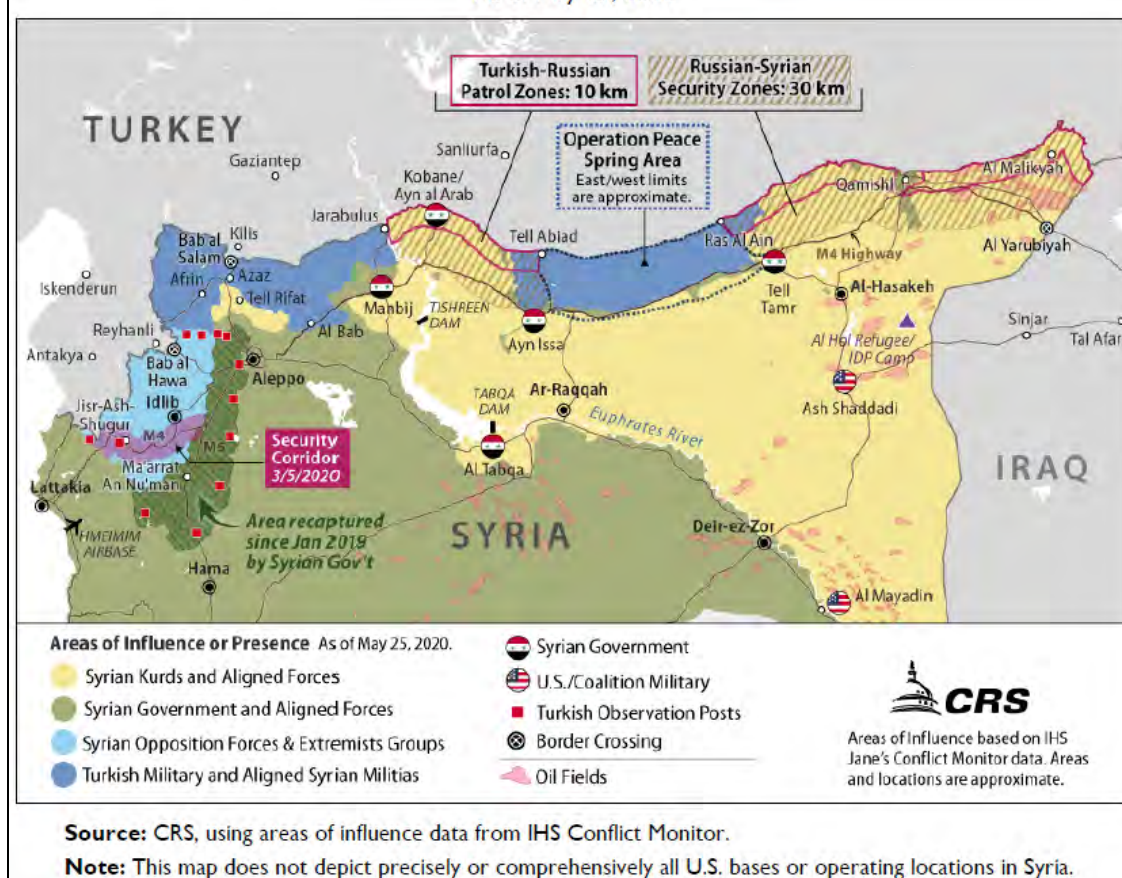 Turkish-Russian
Patrol Zones: 10 km
Russian-Syrian
Security Zones: 30 km
TURKEY
Operation Peace
Spring Area
East/west limits
are approximate.
Gaziantep
Sanliurfa
Kobane/
Ayn al Arab
Al Malikyah
Qamishli
Jarabulus
Bab al
Salam
Kilis
Tell Abiad
Ras Al Ain
M4 Highway
Al Yarubiyah
Iskenderun
Afrin
Azaz
Tell Rifat
Manbij
TISHREEN
DAM
Tell
Tamr
Al-Hasakeh
Reyhanli
Al Bab
Ayn Issa
Al Hol Refugee/
IDP Camp
Sinjar
Tal Afar
Antakya
Bab al
Hawa
Aleppo
Idlib
Jisr-Ash-
Shugur
TABQA
DAM
Ar-Raqqah
Ash Shaddadi
Euphrates River
M4
M5
Security
Corridor
3/5/2020
Al Tabqa
Ma'arrat
An Nu'man
IRAQ
Lattakia
HMEIMIM
AIRBASE
Area recaptured
since Jan 2019
by Syrian Gov't
SYRIA
Deir-ez-Zor
Hama
Al Mayadin
Areas of Influence or Presence As of May 25, 2020.
Syrian Kurds and Aligned Forces
Syrian Government and Aligned Forces
Syrian Opposition Forces & Extremists Groups
Turkish Military and Aligned Syrian Militias
Syrian Government
U.S./Coalition Military
Turkish Observation Posts
Border Crossing
Oil Fields
CRS
Areas of Influence based on IHS
Jane's Conflict Monitor data. Areas
and locations are approximate.
Source: CRS, using areas of influence data from IHS Conflict Monitor.
Note: This map does not depict precisely or comprehensively all U.S. bases or operating locations in Syria.